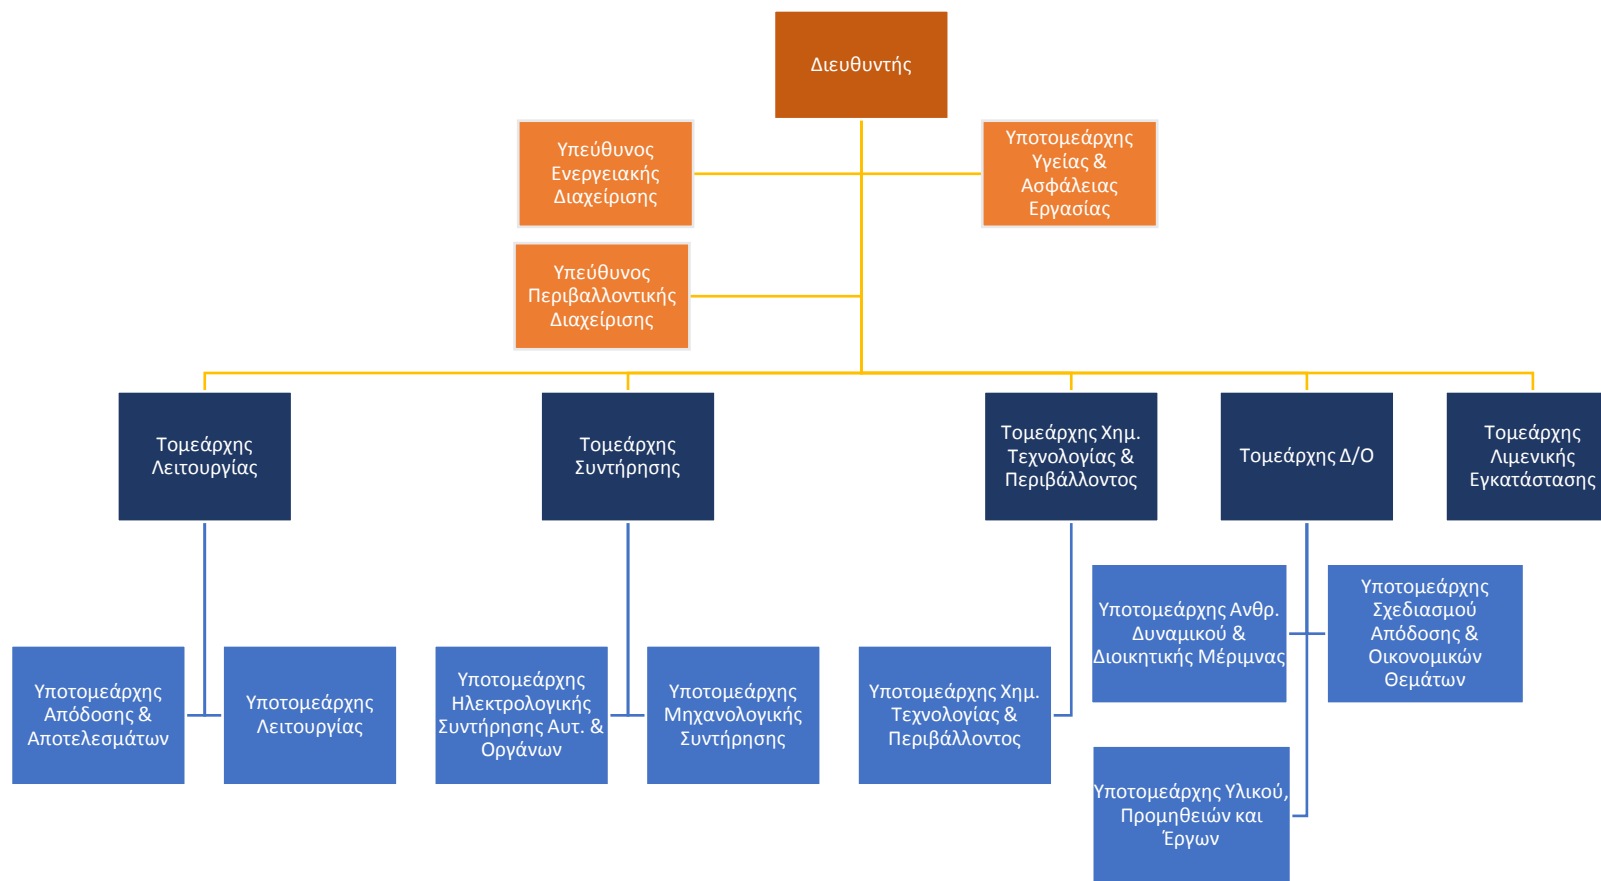 Διευθυντής
Υπεύθυνος
Ενεργειακής
Διαχείρισης
Υποτομεάρχης
Υγείας &
Ασφάλειας
Εργασίας
Υπεύθυνος
Περιβαλλοντικής
Διαχείρισης
Τομεάρχης
Λειτουργίας
Τομεάρχης
Συντήρησης
Τομεάρχης Χημ.
Τεχνολογίας &
Περιβάλλοντος
Τομεάρχης Δ/Ο
Τομεάρχης
Λιμενικής
Εγκατάστασης
Υποτομεάρχης
Απόδοσης &
Αποτελεσμάτων
Υποτομεάρχης
Λειτουργίας
Υποτομεάρχης
Ηλεκτρολογικής
Συντήρησης Αυτ. &
Οργάνων
Υποτομεάρχης
Μηχανολογικής
Συντήρησης
Υποτομεάρχης Χημ.
Τεχνολογίας &
Περιβάλλοντος
Υποτομεάρχης Ανθρ.
Δυναμικού &
Διοικητικής Μέριμνας
Υποτομεάρχης
Σχεδιασμού
Απόδοσης &
Οικονομικών
Θεμάτων
Υποτομεάρχης Υλικού,
Προμηθειών και
Έργων